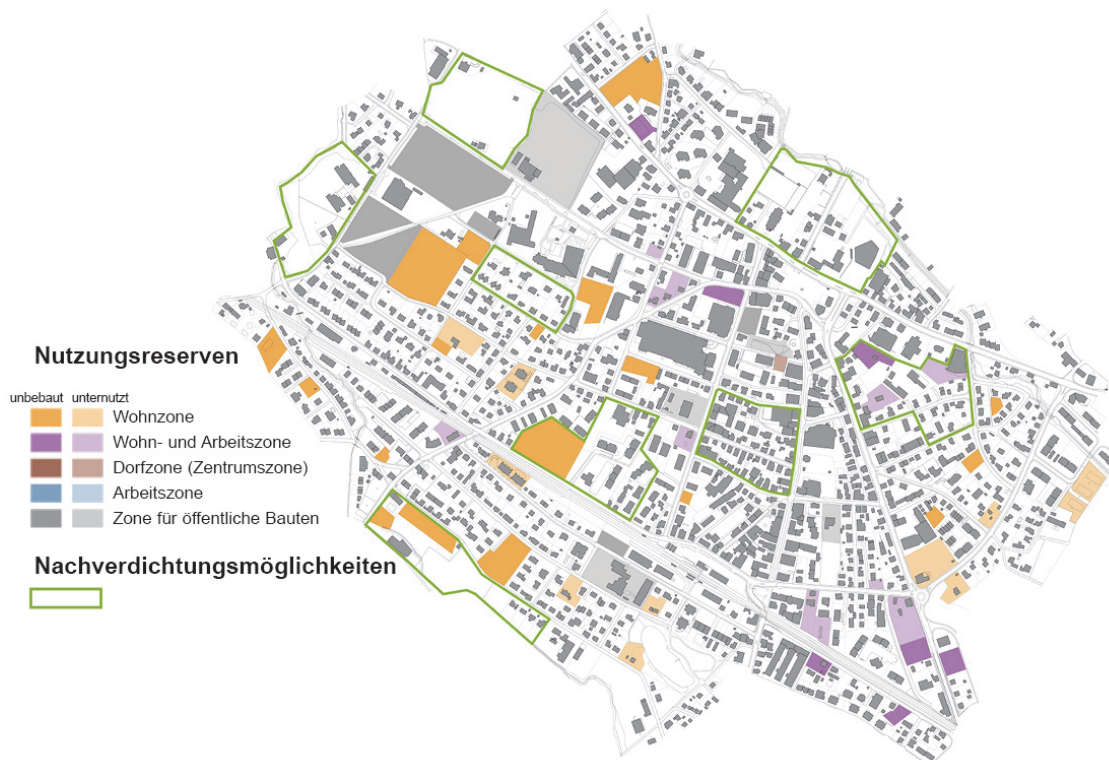 Nutzungsreserven
unbebaut unternutzt
Wohnzone
Wohn- und Arbeitszone
Dorfzone (Zentrumszone)
Arbeitszone
Zone für öffentliche Bauten
Nachverdichtungsmöglichkeiten